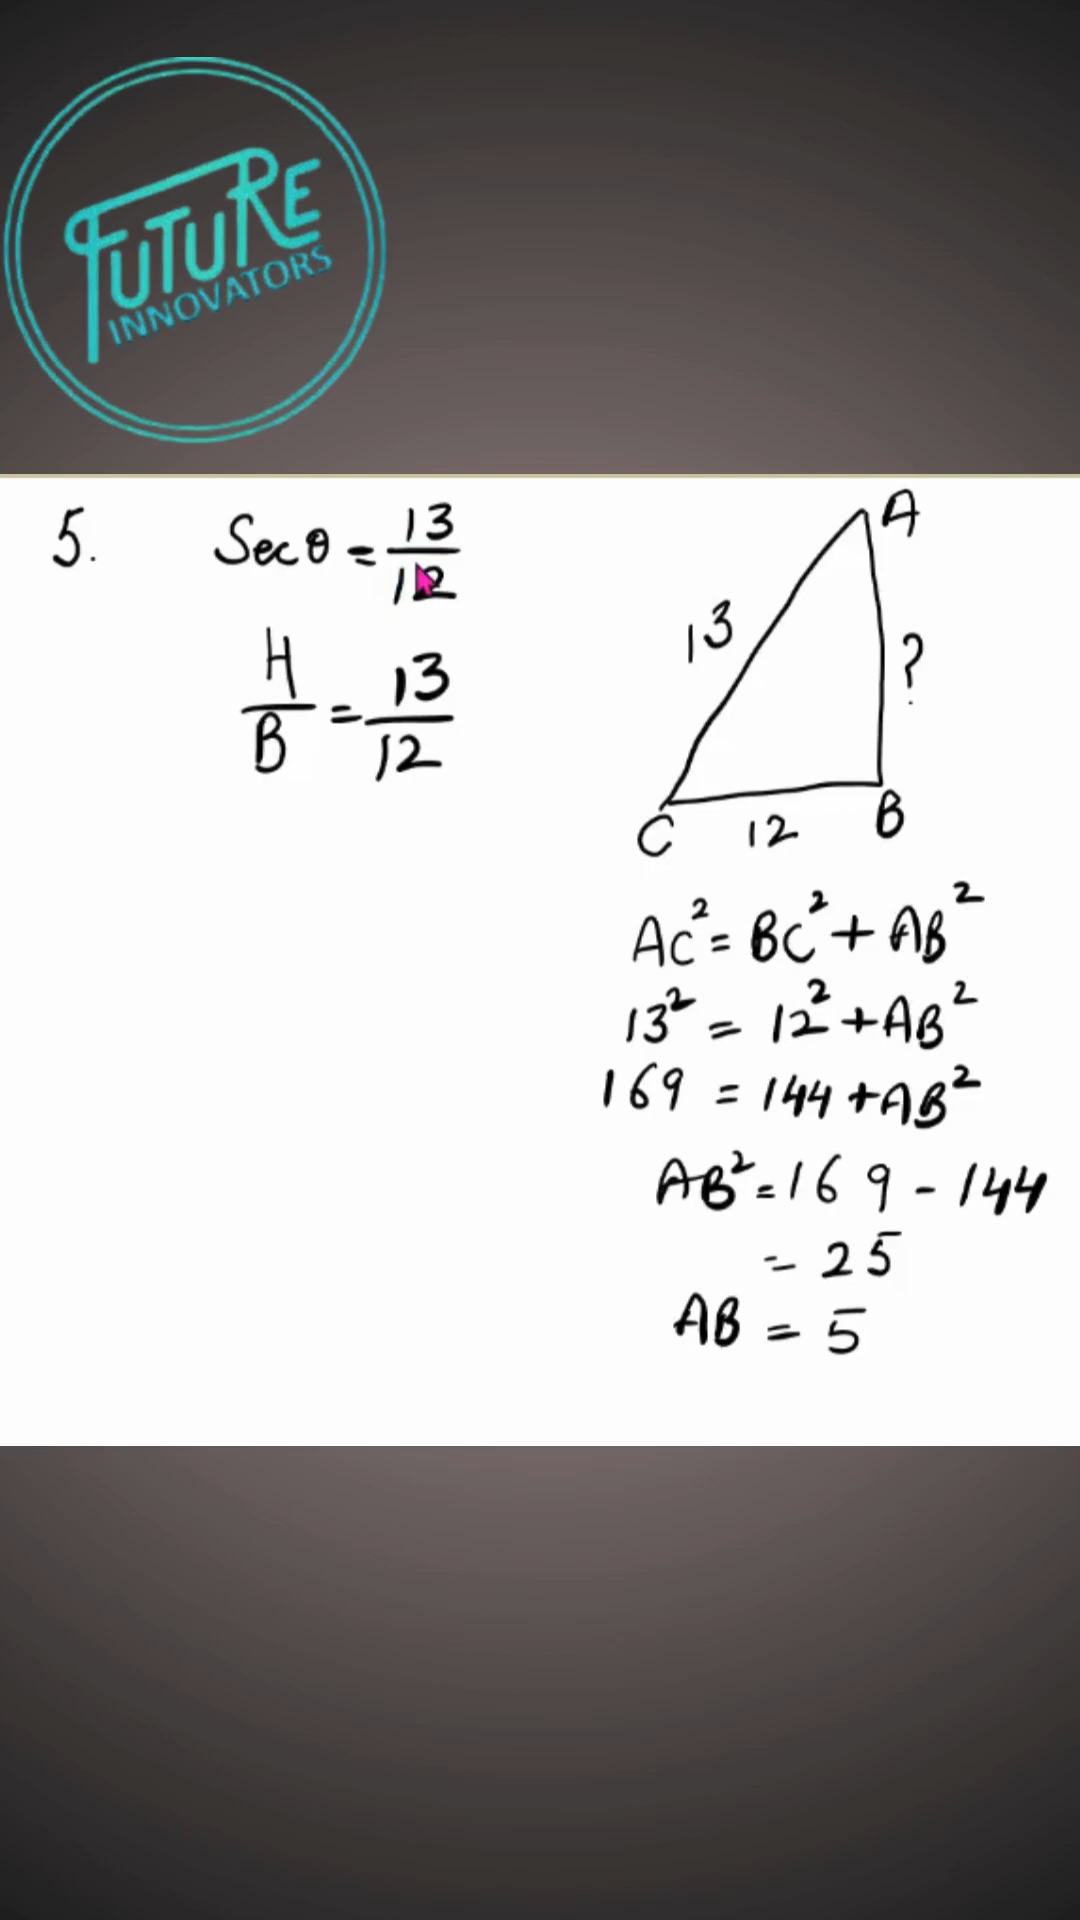 FUTURE
INNOVATORS
5. Sec θ = 13/12
H/B = 13/12
A
13
?
C
12
B
AC² = BC² + AB²
13² = 12² + AB²
169 = 144 + AB²
AB² = 169 - 144
= 25
AB = 5